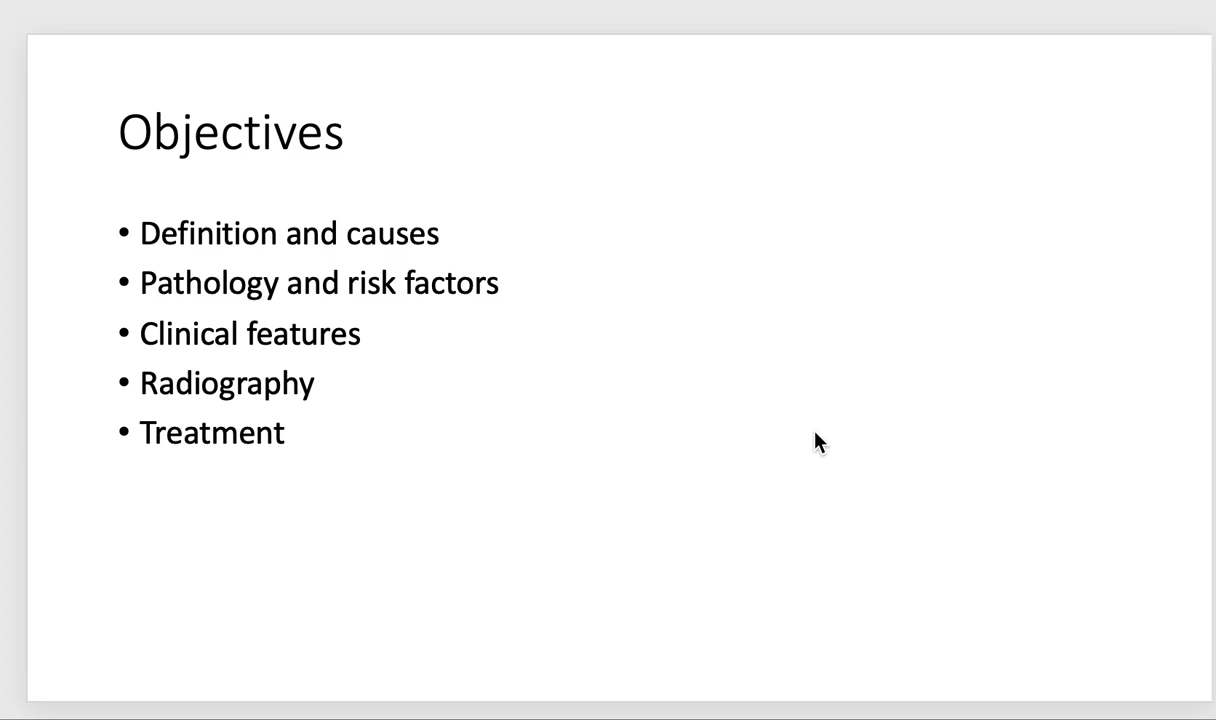 Objectives
• Definition and causes
• Pathology and risk factors
• Clinical features
• Radiography
• Treatment